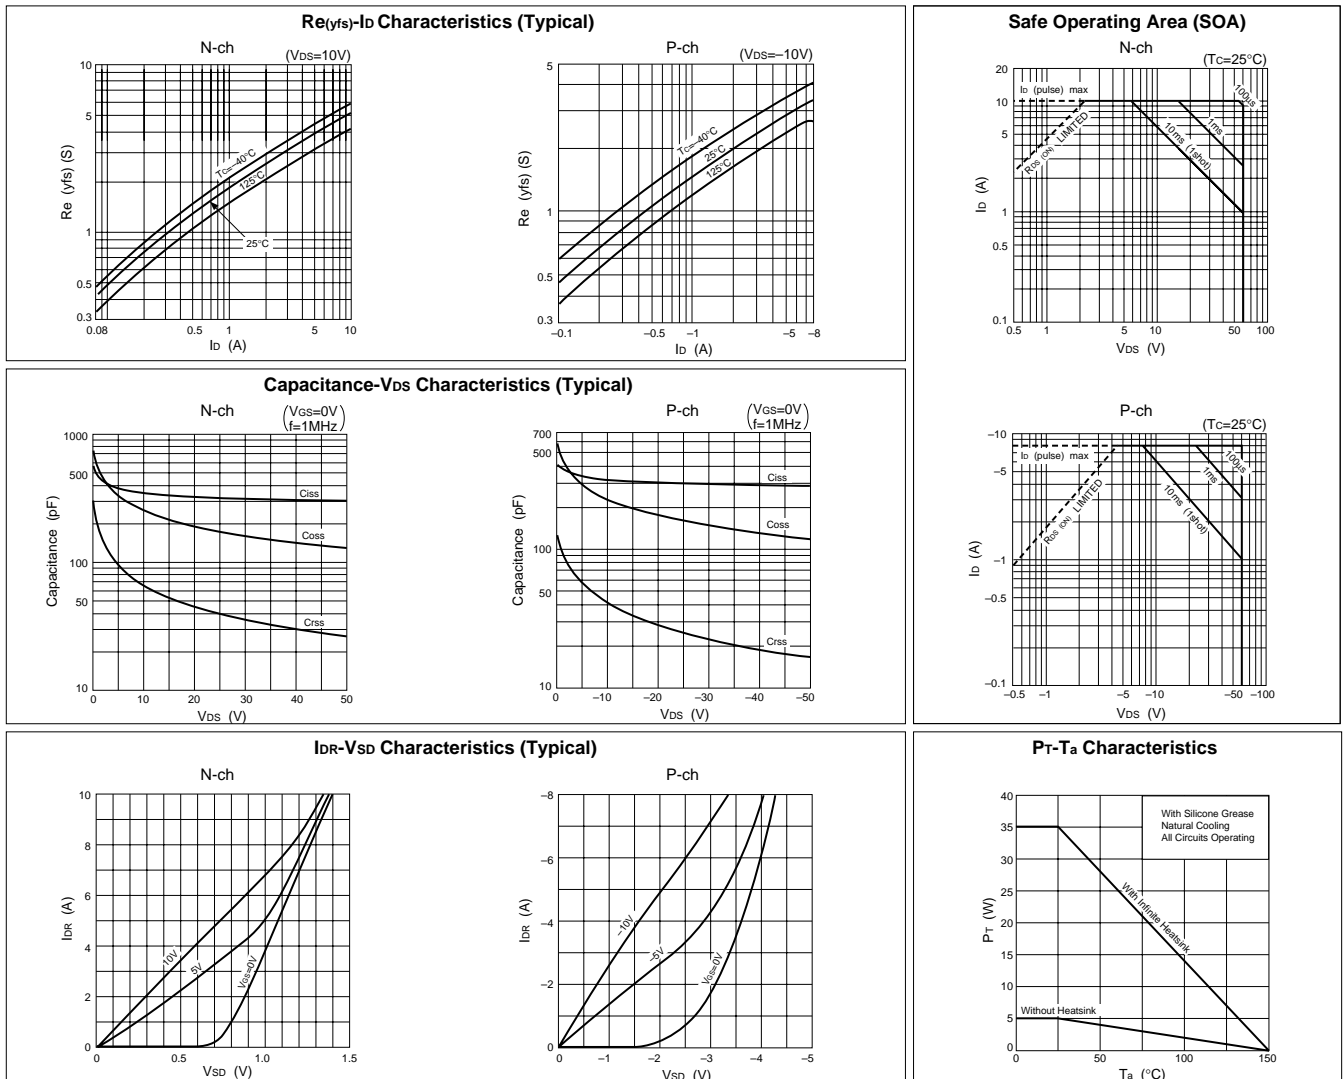 Re(yfs)-ID Characteristics (Typical)
N-ch
(VDS=10V)
10
5
1
0.5
0.3
Re (yfs) (S)
TC=–40°C
125°C
25°C
0.08
0.5
1
5
10
ID (A)
P-ch
(VDS=–10V)
5
1
0.5
0.3
Re (yfs) (S)
TC=–40°C
25°C
125°C
–0.1
–0.5
–1
–5
–8
ID (A)
Safe Operating Area (SOA)
N-ch
(TC=25°C)
20
10
5
1
0.5
0.1
ID (A)
ID (pulse) max
RDS (ON) LIMITED
100µs
1ms
10ms (1shot)
0.5
1
5
10
50
100
VDS (V)
P-ch
(TC=25°C)
–10
–5
–1
–0.5
–0.1
ID (A)
ID (pulse) max
RDS (ON) LIMITED
100µs
1ms
10ms (1shot)
–0.5
–1
–5
–10
–50
–100
VDS (V)
Capacitance-VDS Characteristics (Typical)
N-ch
(VGS=0V
f=1MHz)
1000
500
100
50
10
Capacitance (pF)
Ciss
Coss
Crss
0
10
20
30
40
50
VDS (V)
P-ch
(VGS=0V
f=1MHz)
700
500
100
50
10
Capacitance (pF)
Ciss
Coss
Crss
0
–10
–20
–30
–40
–50
VDS (V)
IDR-VSD Characteristics (Typical)
N-ch
10
8
6
4
2
0
IDR (A)
10V
5V
VGS=0V
0
0.5
1.0
1.5
VSD (V)
P-ch
–8
–6
–4
–2
0
IDR (A)
–10V
–5V
VGS=0V
0
–1
–2
–3
–4
–5
VSD (V)
PT-Ta Characteristics
40
35
30
25
20
15
10
5
0
PT (W)
With Silicone Grease
Natural Cooling
All Circuits Operating
With Infinite Heatsink
Without Heatsink
0
50
100
150
Ta (°C)